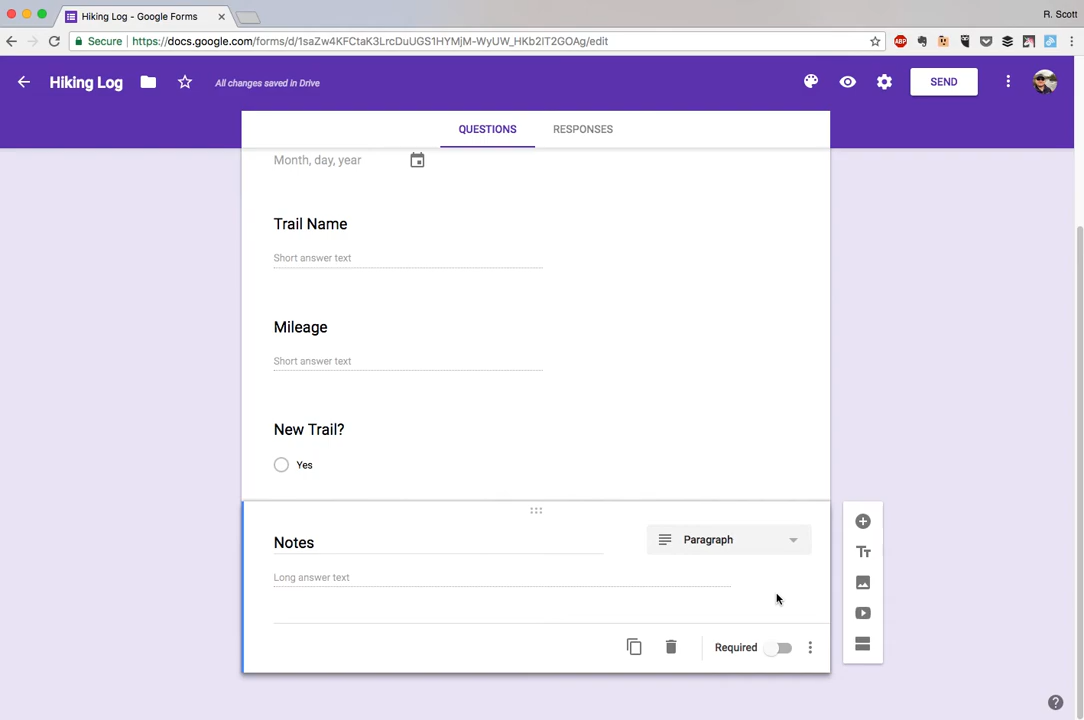 Hiking Log - Google Forms
R. Scott
Secure https://docs.google.com/forms/d/1saZw4KFCtaK3LrcDuUGS1HYMjM-WyUW_HKb2IT2GOAg/edit
ABP
Hiking Log
All changes saved in Drive
SEND
QUESTIONS
RESPONSES
Month, day, year
Trail Name
Short answer text
Mileage
Short answer text
New Trail?
Yes
Notes
Paragraph
Long answer text
Required